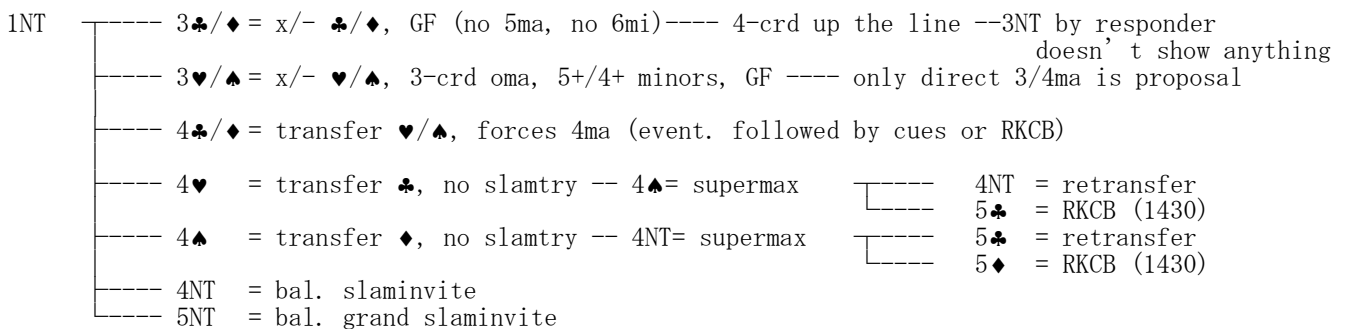 1NT ┬---- 3♣/♦ = x/- ♣/♦, GF (no 5ma, no 6mi)---- 4-crd up the line --3NT by responder
doesn't show anything
├---- 3♥/♠ = x/- ♥/♠, 3-crd oma, 5+/4+ minors, GF ---- only direct 3/4ma is proposal
├---- 4♣/♦ = transfer ♥/♠, forces 4ma (event. followed by cues or RKCB)
├---- 4♥ = transfer ♣, no slamtry -- 4♠= supermax ┬---- 4NT = retransfer
└---- 5♣ = RKCB (1430)
├---- 4♠ = transfer ♦, no slamtry -- 4NT= supermax ┬---- 5♣ = retransfer
└---- 5♦ = RKCB (1430)
├---- 4NT = bal. slaminvite
└---- 5NT = bal. grand slaminvite